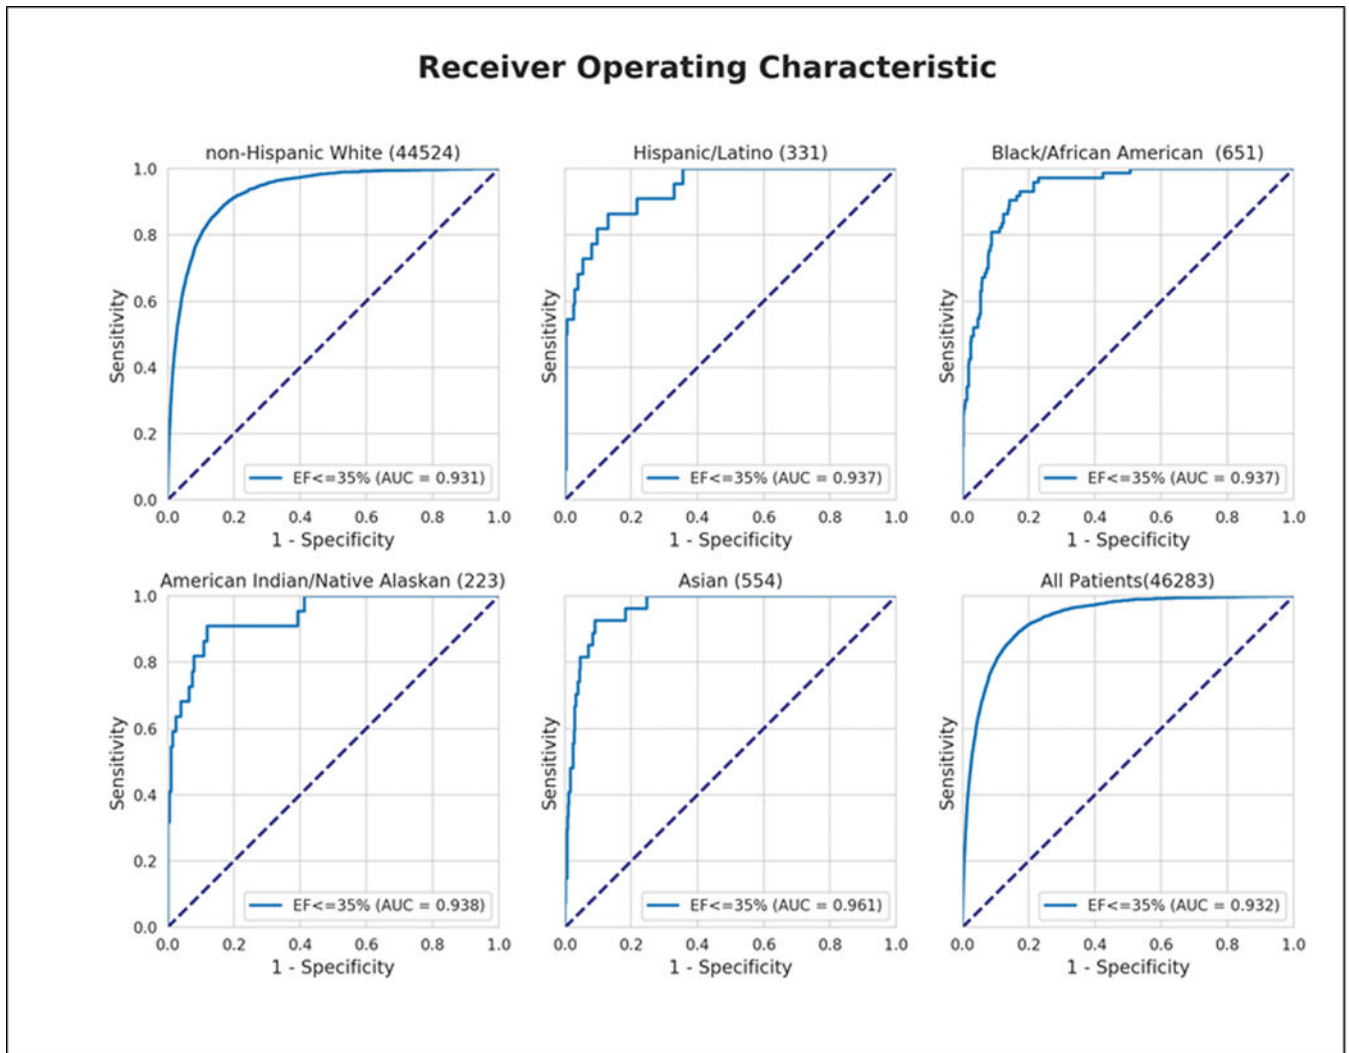 Receiver Operating Characteristic
non-Hispanic White (44524)
1.0
0.8
0.6
0.4
0.2
0.0
Sensitivity
EF<=35% (AUC = 0.931)
0.0 0.2 0.4 0.6 0.8 1.0
1 - Specificity
Hispanic/Latino (331)
Sensitivity
EF<=35% (AUC = 0.937)
0.0 0.2 0.4 0.6 0.8 1.0
1 - Specificity
Black/African American (651)
Sensitivity
EF<=35% (AUC = 0.937)
0.0 0.2 0.4 0.6 0.8 1.0
1 - Specificity
American Indian/Native Alaskan (223)
1.0
0.8
0.6
0.4
0.2
0.0
Sensitivity
EF<=35% (AUC = 0.938)
0.0 0.2 0.4 0.6 0.8 1.0
1 - Specificity
Asian (554)
Sensitivity
EF<=35% (AUC = 0.961)
0.0 0.2 0.4 0.6 0.8 1.0
1 - Specificity
All Patients(46283)
Sensitivity
EF<=35% (AUC = 0.932)
0.0 0.2 0.4 0.6 0.8 1.0
1 - Specificity